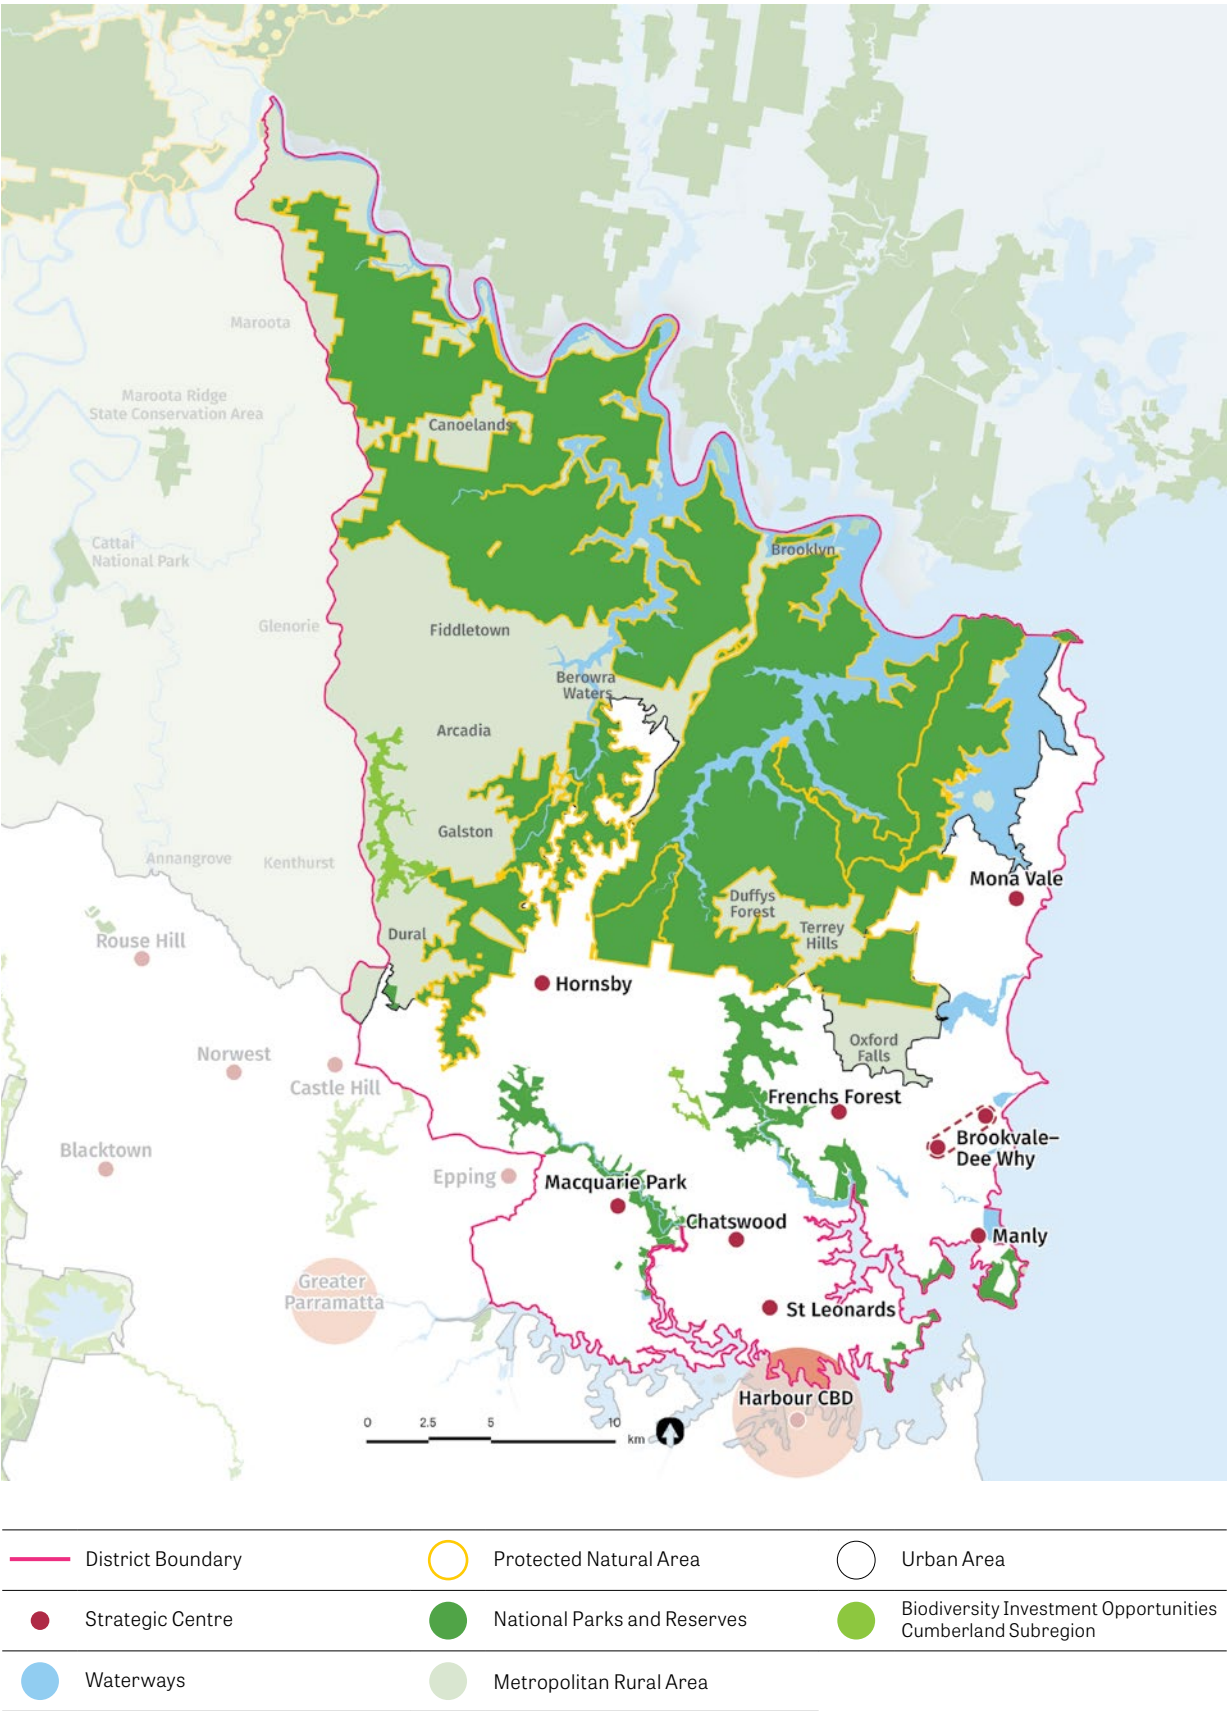 Maroota
Maroota Ridge
State Conservation Area
Canoelands
Cattai
National Park
Brooklyn
Glenorie
Fiddletown
Berowra
Waters
Arcadia
Galston
Annangrove
Kenthurst
Mona Vale
Duffys
Forest
Terrey
Hills
Dural
Rouse Hill
Hornsby
Oxford
Falls
Norwest
Castle Hill
Frenchs Forest
Brookvale–
Dee Why
Blacktown
Epping
Macquarie Park
Chatswood
Manly
Greater
Parramatta
St Leonards
Harbour CBD
0 2.5 5 10
km
District Boundary
Protected Natural Area
Urban Area
Strategic Centre
National Parks and Reserves
Biodiversity Investment Opportunities
Cumberland Subregion
Waterways
Metropolitan Rural Area